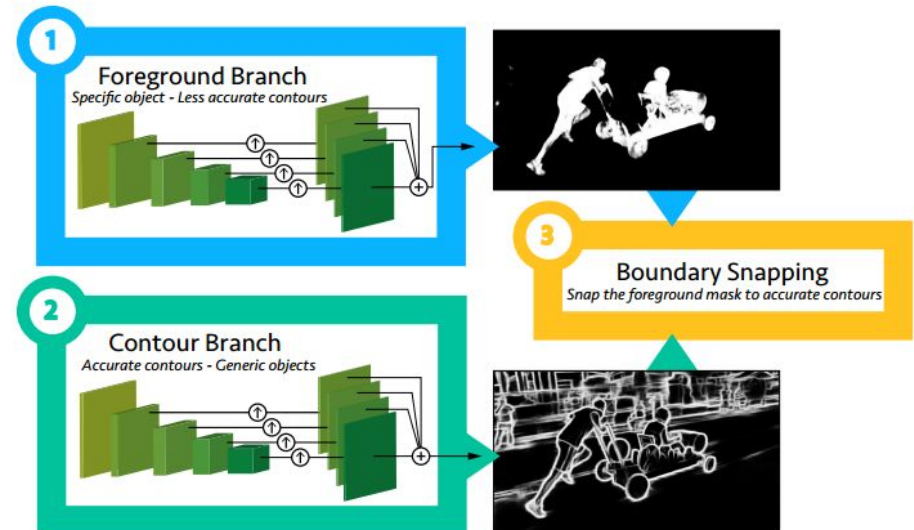 1
Foreground Branch
Specific object - Less accurate contours
2
Contour Branch
Accurate contours - Generic objects
3
Boundary Snapping
Snap the foreground mask to accurate contours